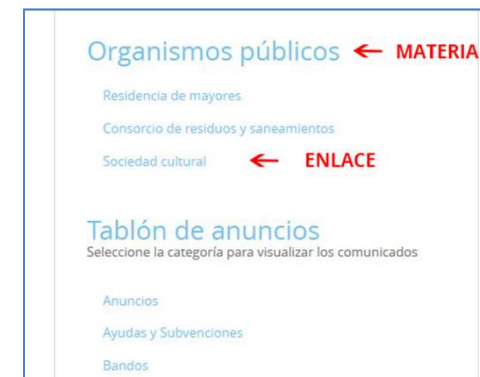 Organismos públicos ← MATERIA
Residencia de mayores
Consorcio de residuos y saneamientos
Sociedad cultural ← ENLACE
Tablón de anuncios
Seleccione la categoría para visualizar los comunicados
Anuncios
Ayudas y Subvenciones
Bandos